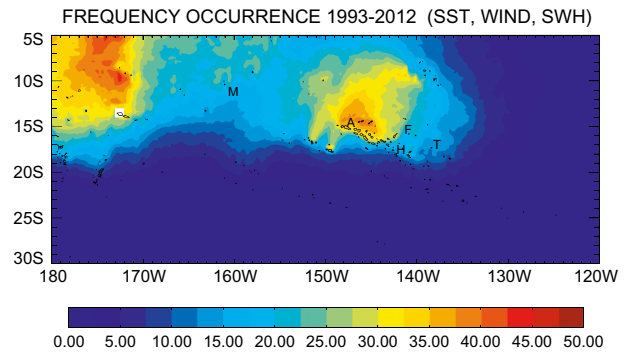 FREQUENCY OCCURRENCE 1993-2012 (SST, WIND, SWH)
5S
10S
15S
20S
25S
30S
M
A
F
H
T
180 170W 160W 150W 140W 130W 120W
0.00 5.00 10.00 15.00 20.00 25.00 30.00 35.00 40.00 45.00 50.00